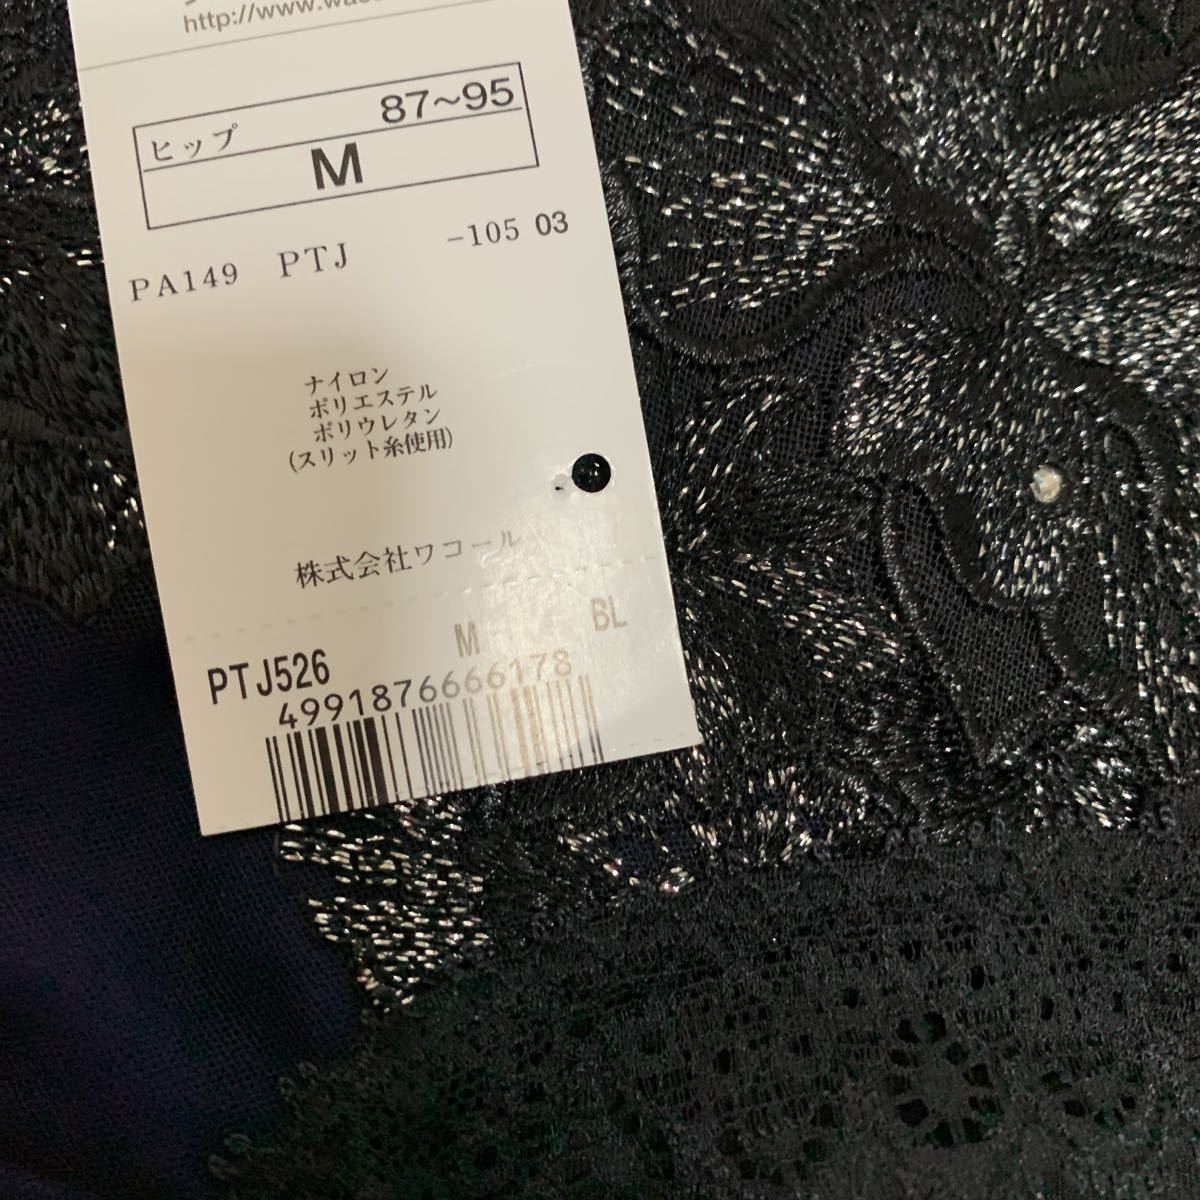 http://www.wac
ヒップ 87~95
M
PA149 PTJ -105 03
ナイロン
ポリエステル
ポリウレタン
(スリット糸使用)
株式会社ワコール
PTJ526 M BL
4991876666178